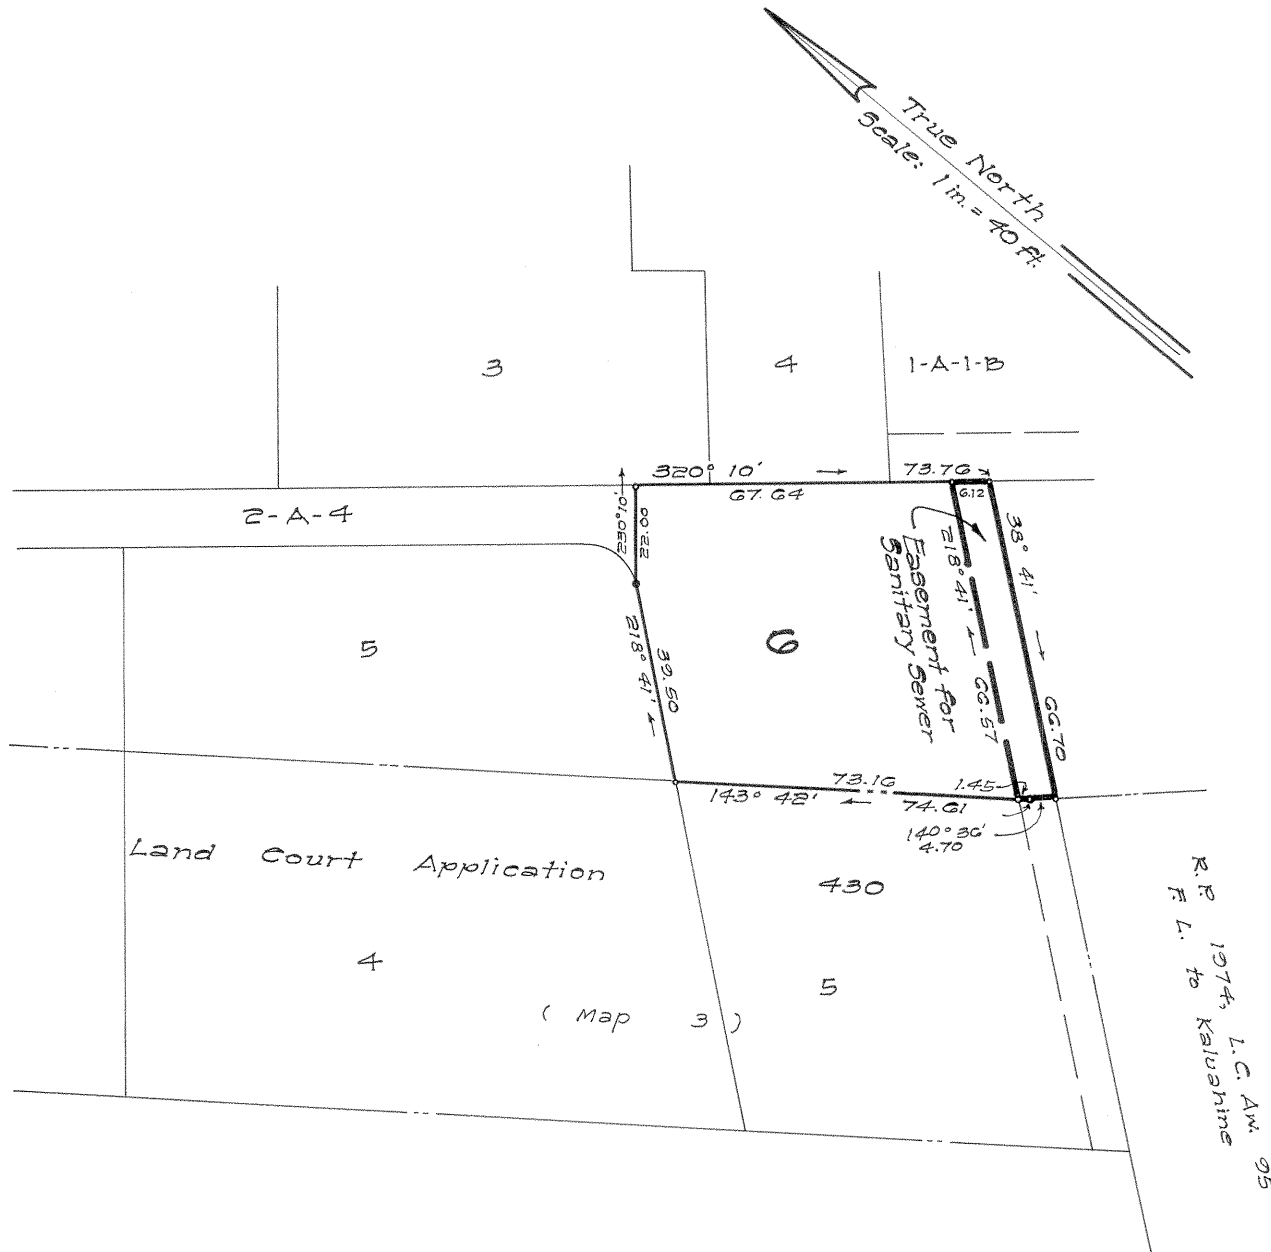 True North
Scale: 1 in. = 40 ft.
3
4
1-A-1-B
320° 10'
73.76
67.64
6.12
2-A-4
230°10'
22.00
38° 41'
66.70
218° 41'
66.57
Easement for
Sanitary Sewer
6
5
39.50
218° 41'
73.16
143° 42'
74.61
1.45
140° 36'
4.70
Land Court Application
430
4
5
( Map 3 )
R.P. 1974, L.C. Aw. 95
F. L. to Kaluahine